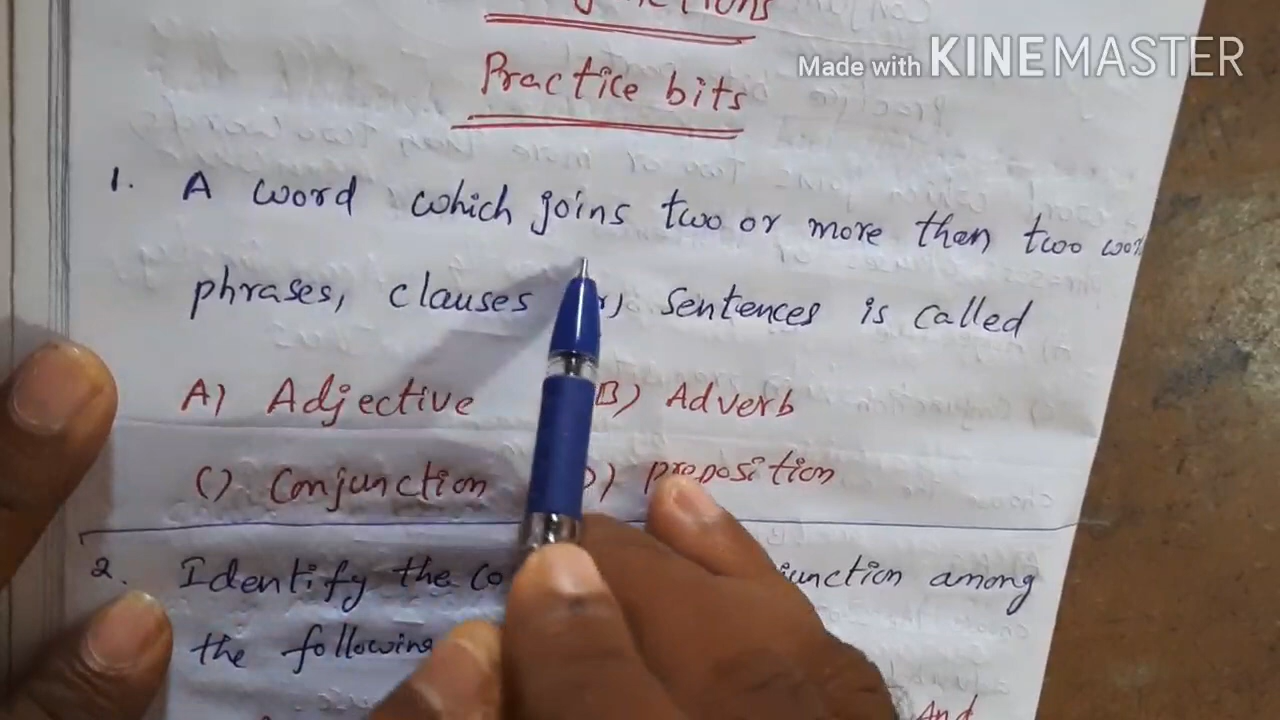 Made with KINEMASTER
Practice bits
1. A word which joins two or more than two
phrases, clauses sentences is called
A) Adjective B) Adverb
C) Conjunction D) preposition
2. Identify the junction among
the following
And